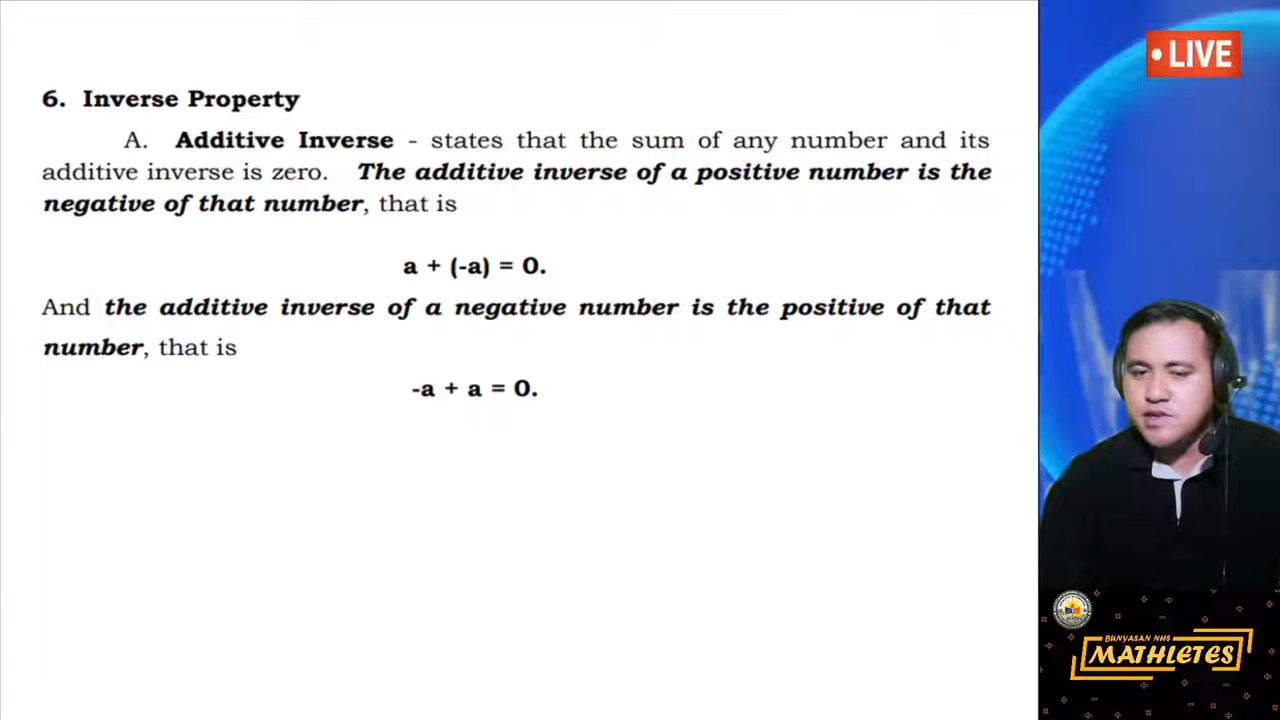 6. Inverse Property
A. Additive Inverse - states that the sum of any number and its
additive inverse is zero. The additive inverse of a positive number is the
negative of that number, that is
a + (-a) = 0.
And the additive inverse of a negative number is the positive of that
number, that is
-a + a = 0.
• LIVE
BUNYASAN NHS
MATHLETES